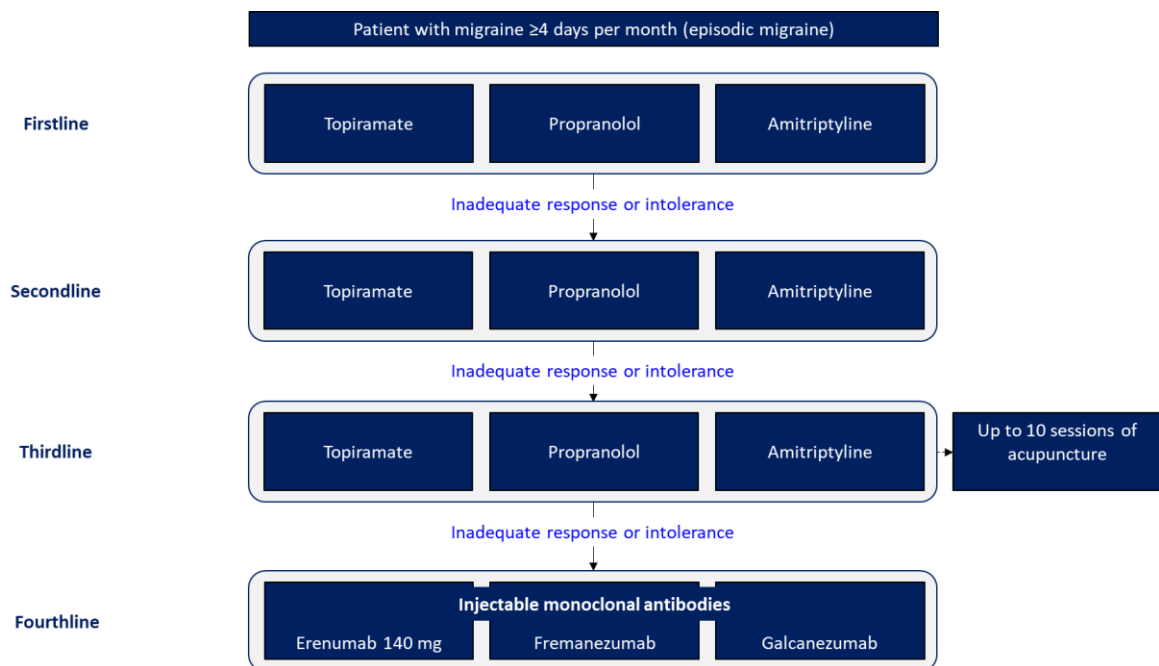 Patient with migraine ≥4 days per month (episodic migraine)
Firstline
Topiramate
Propranolol
Amitriptyline
Inadequate response or intolerance
Secondline
Topiramate
Propranolol
Amitriptyline
Inadequate response or intolerance
Thirdline
Topiramate
Propranolol
Amitriptyline
Up to 10 sessions of
acupuncture
Inadequate response or intolerance
Fourthline
Injectable monoclonal antibodies
Erenumab 140 mg
Fremanezumab
Galcanezumab